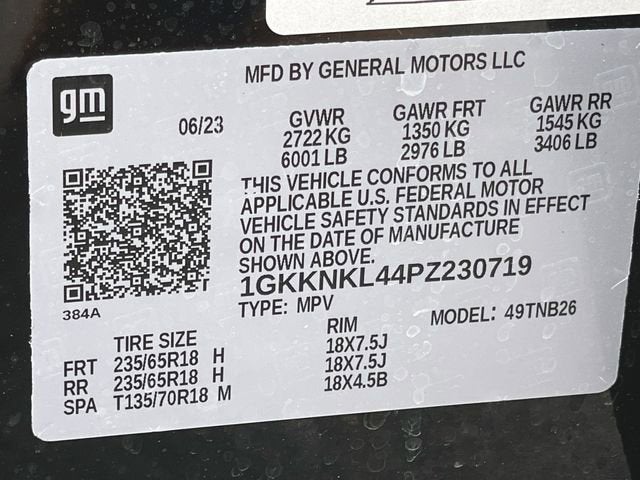 MFD BY GENERAL MOTORS LLC
gm
06/23
GVWR GAWR FRT GAWR RR
2722 KG 1350 KG 1545 KG
6001 LB 2976 LB 3406 LB
THIS VEHICLE CONFORMS TO ALL
APPLICABLE U.S. FEDERAL MOTOR
VEHICLE SAFETY STANDARDS IN EFFECT
ON THE DATE OF MANUFACTURE
SHOWN ABOVE.
1GKKNKL44PZ230719
384A
TYPE: MPV MODEL: 49TNB26
TIRE SIZE RIM
FRT 235/65R18 H 18X7.5J
RR 235/65R18 H 18X7.5J
SPA T135/70R18 M 18X4.5B